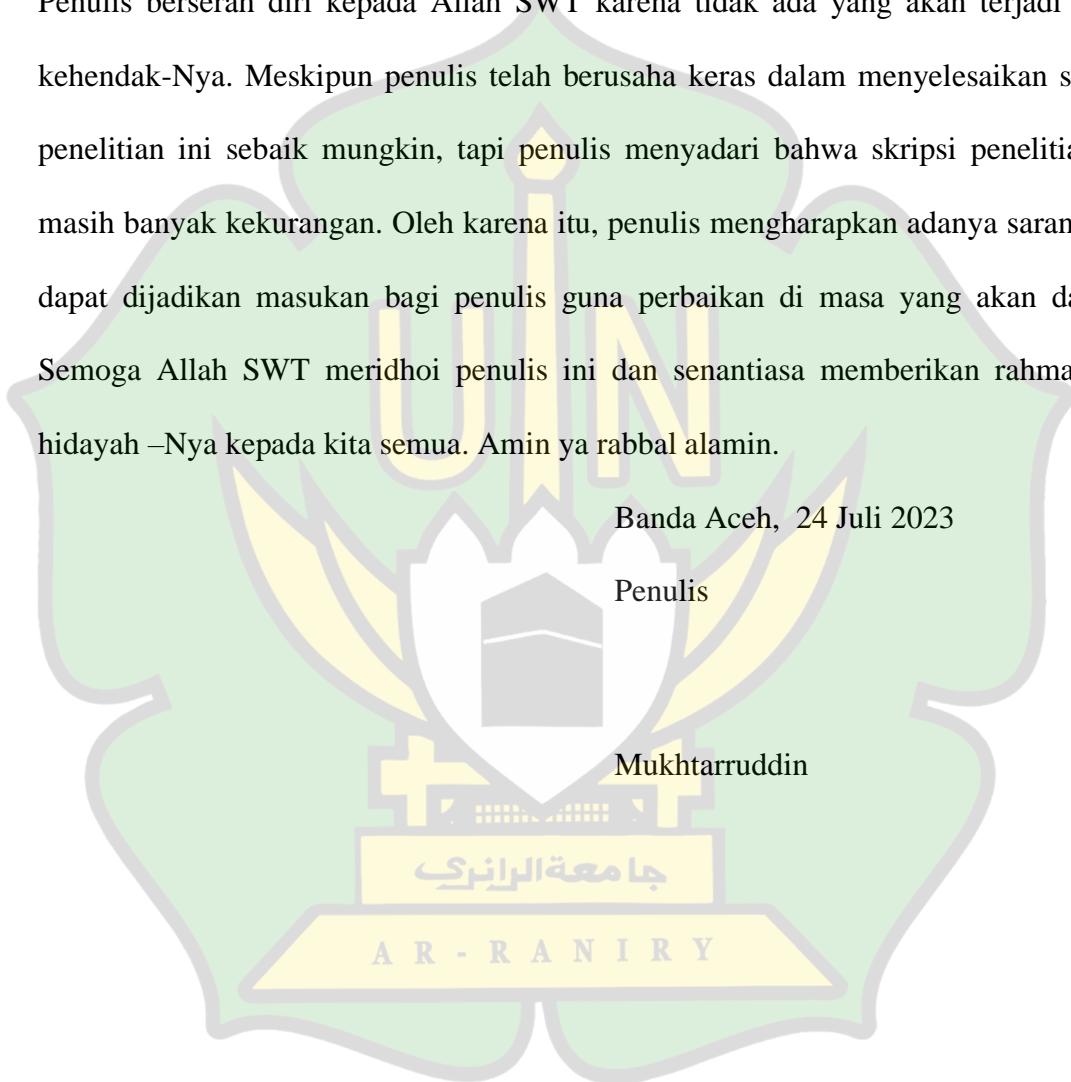 Penulis berserah diri kepada Allah SWT karena tidak ada yang akan terjadi
kehendak-Nya. Meskipun penulis telah berusaha keras dalam menyelesaikan s
penelitian ini sebaik mungkin, tapi penulis menyadari bahwa skripsi peneliti
masih banyak kekurangan. Oleh karena itu, penulis mengharapkan adanya saran
dapat dijadikan masukan bagi penulis guna perbaikan di masa yang akan da
Semoga Allah SWT meridhoi penulis ini dan senantiasa memberikan rahma
hidayah –Nya kepada kita semua. Amin ya rabbal alamin.
Banda Aceh, 24 Juli 2023
Penulis
Mukhtarruddin
UIN
جامعة الرانري
AR-RANIRY